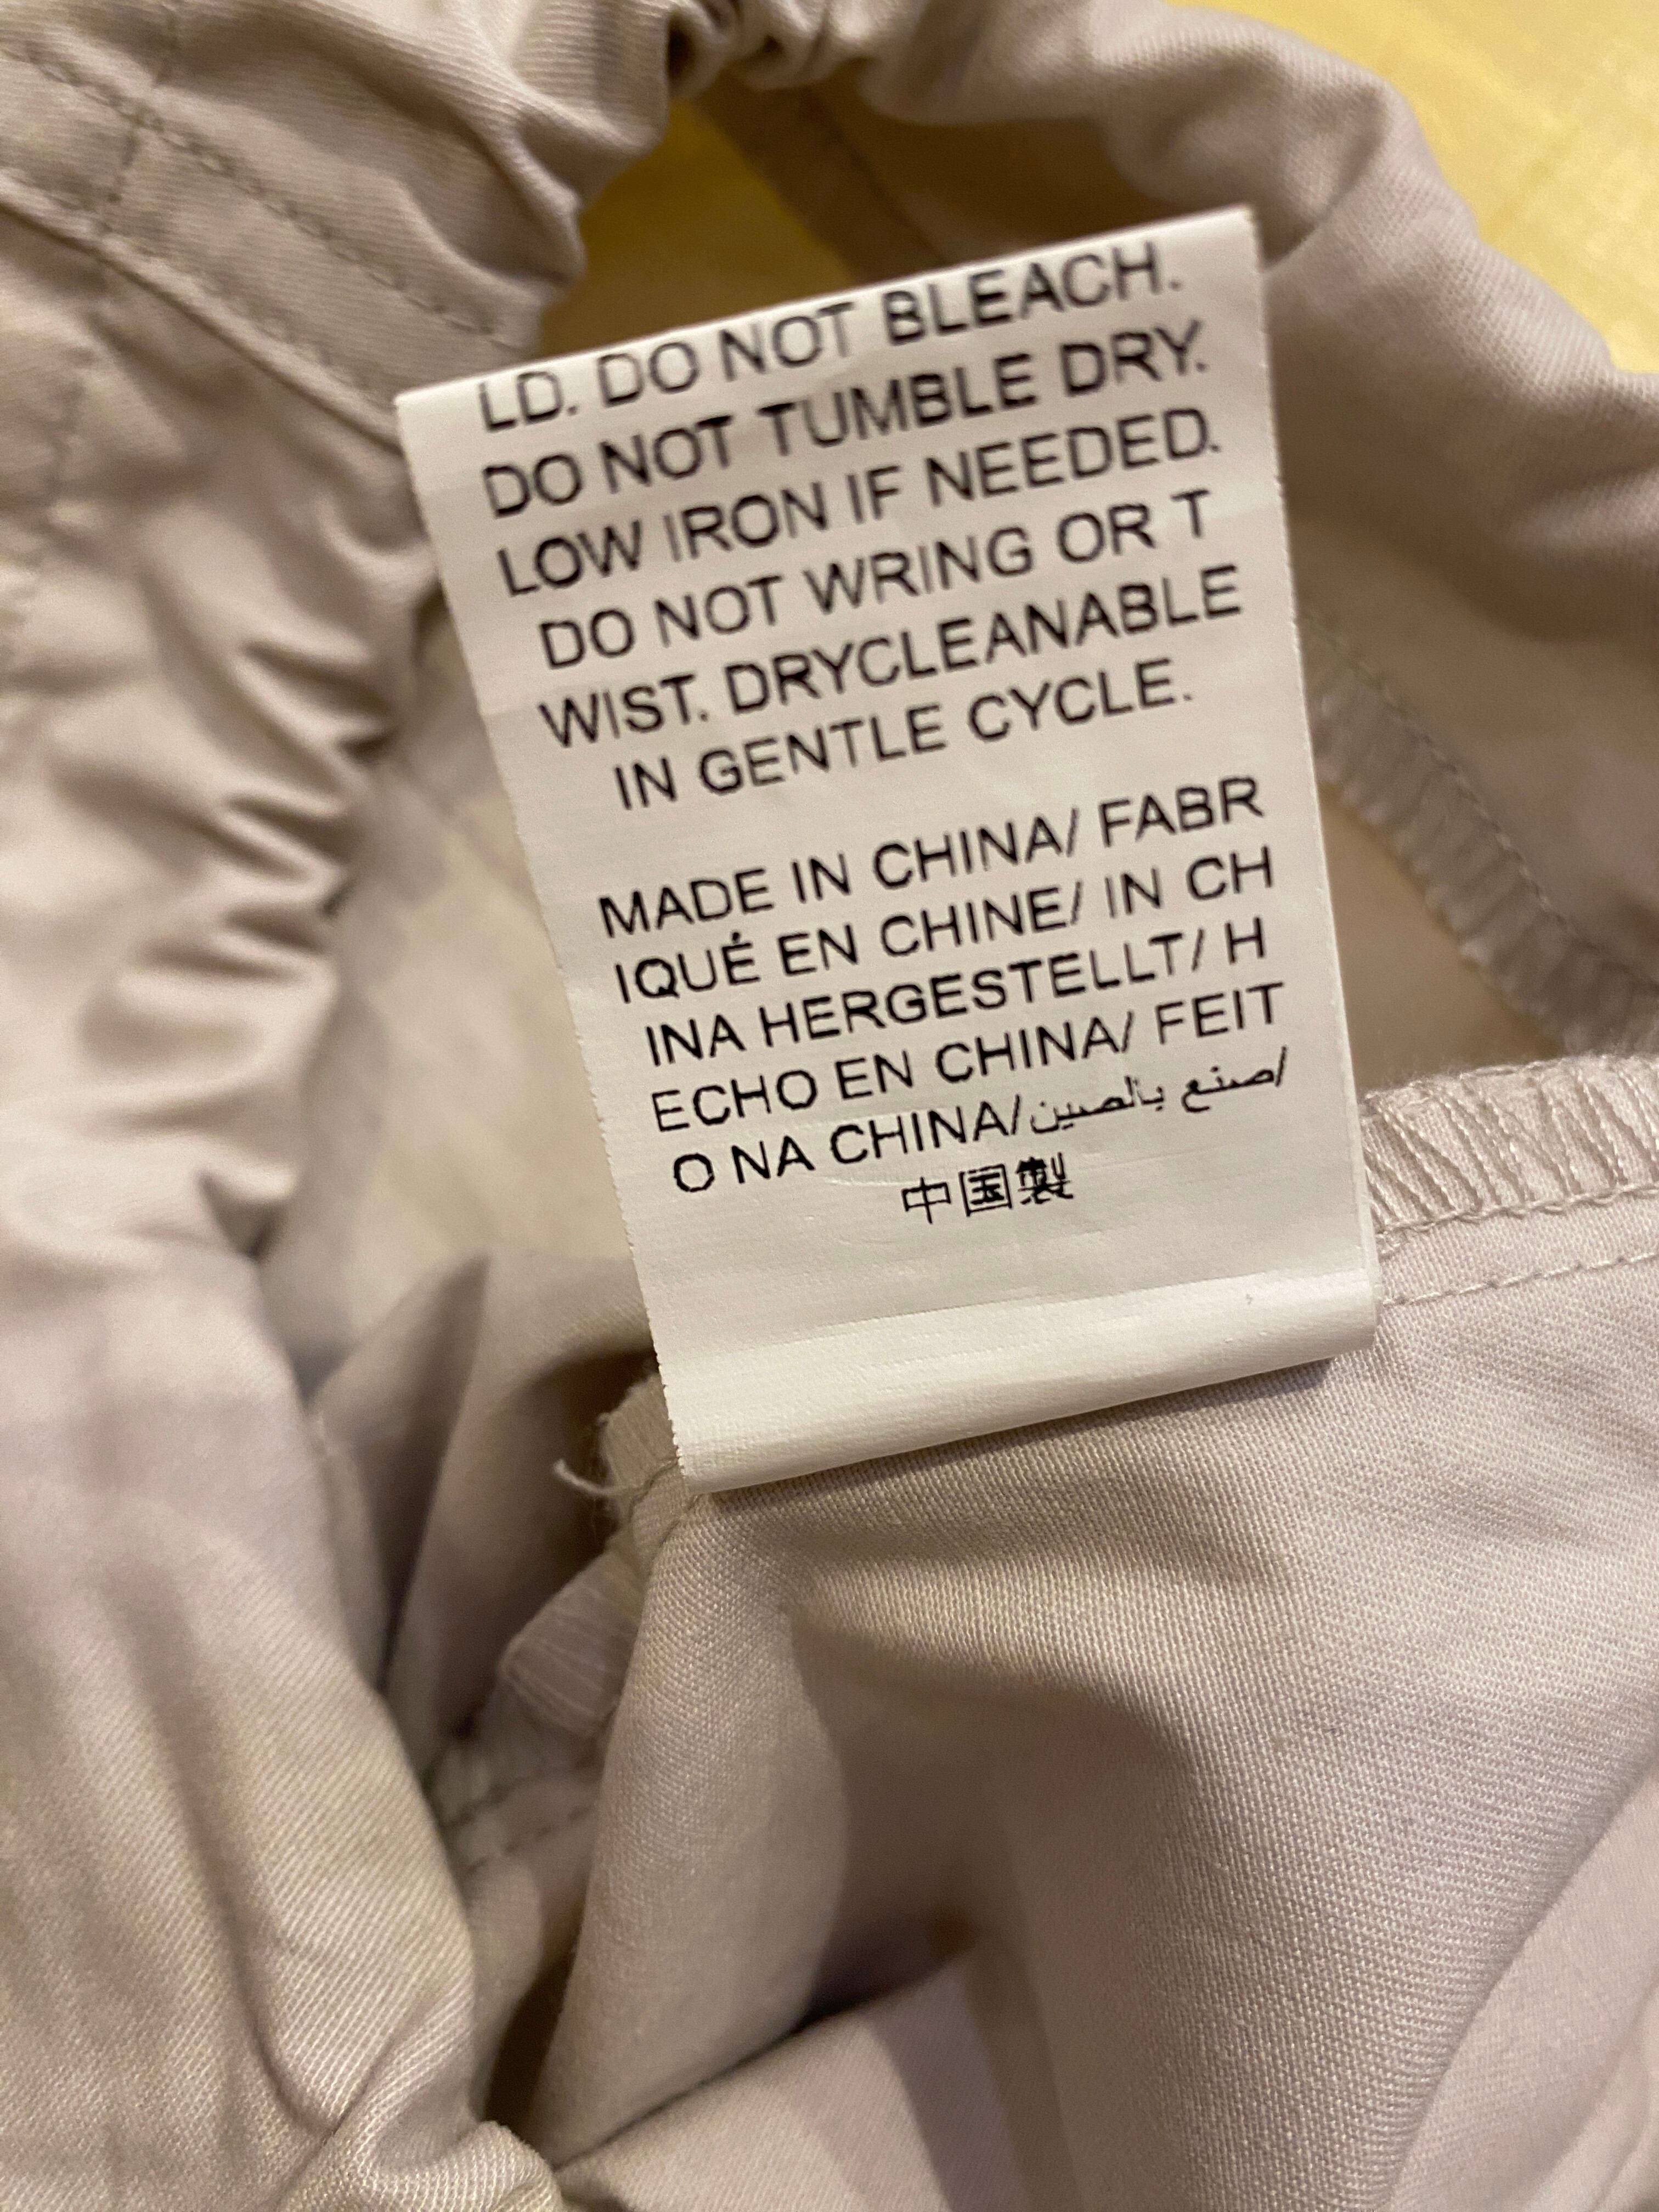 LD. DO NOT BLEACH.
DO NOT TUMBLE DRY.
LOW IRON IF NEEDED.
DO NOT WRING OR T
WIST. DRYCLEANABLE
IN GENTLE CYCLE.
MADE IN CHINA/ FABR
IQUÉ EN CHINE/ IN CH
INA HERGESTELLT/ H
ECHO EN CHINA/ FEIT
O NA CHINA/صنع بالصين/
中国製